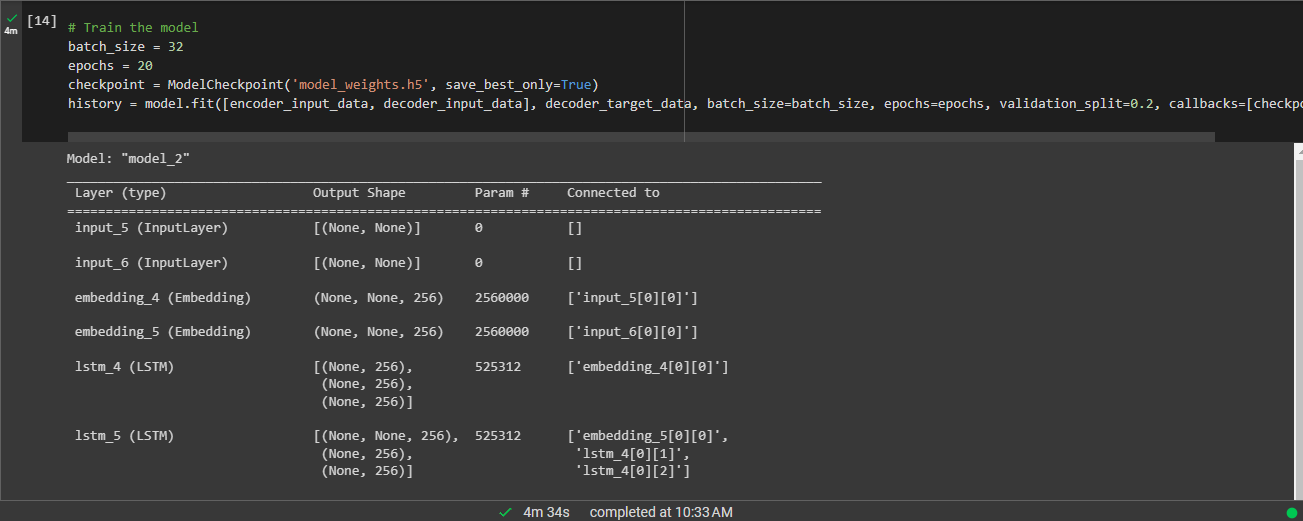 [14]
4m
# Train the model
batch_size = 32
epochs = 20
checkpoint = ModelCheckpoint('model_weights.h5', save_best_only=True)
history = model.fit([encoder_input_data, decoder_input_data], decoder_target_data, batch_size=batch_size, epochs=epochs, validation_split=0.2, callbacks=[checkpo
Model: "model_2"
Layer (type) Output Shape Param # Connected to
input_5 (InputLayer) [(None, None)] 0 []
input_6 (InputLayer) [(None, None)] 0 []
embedding_4 (Embedding) (None, None, 256) 2560000 ['input_5[0][0]']
embedding_5 (Embedding) (None, None, 256) 2560000 ['input_6[0][0]']
lstm_4 (LSTM) [(None, 256), 525312 ['embedding_4[0][0]']
(None, 256),
(None, 256)]
lstm_5 (LSTM) [(None, None, 256), 525312 ['embedding_5[0][0]',
(None, 256), 'lstm_4[0][1]',
(None, 256)] 'lstm_4[0][2]']
4m 34s completed at 10:33 AM